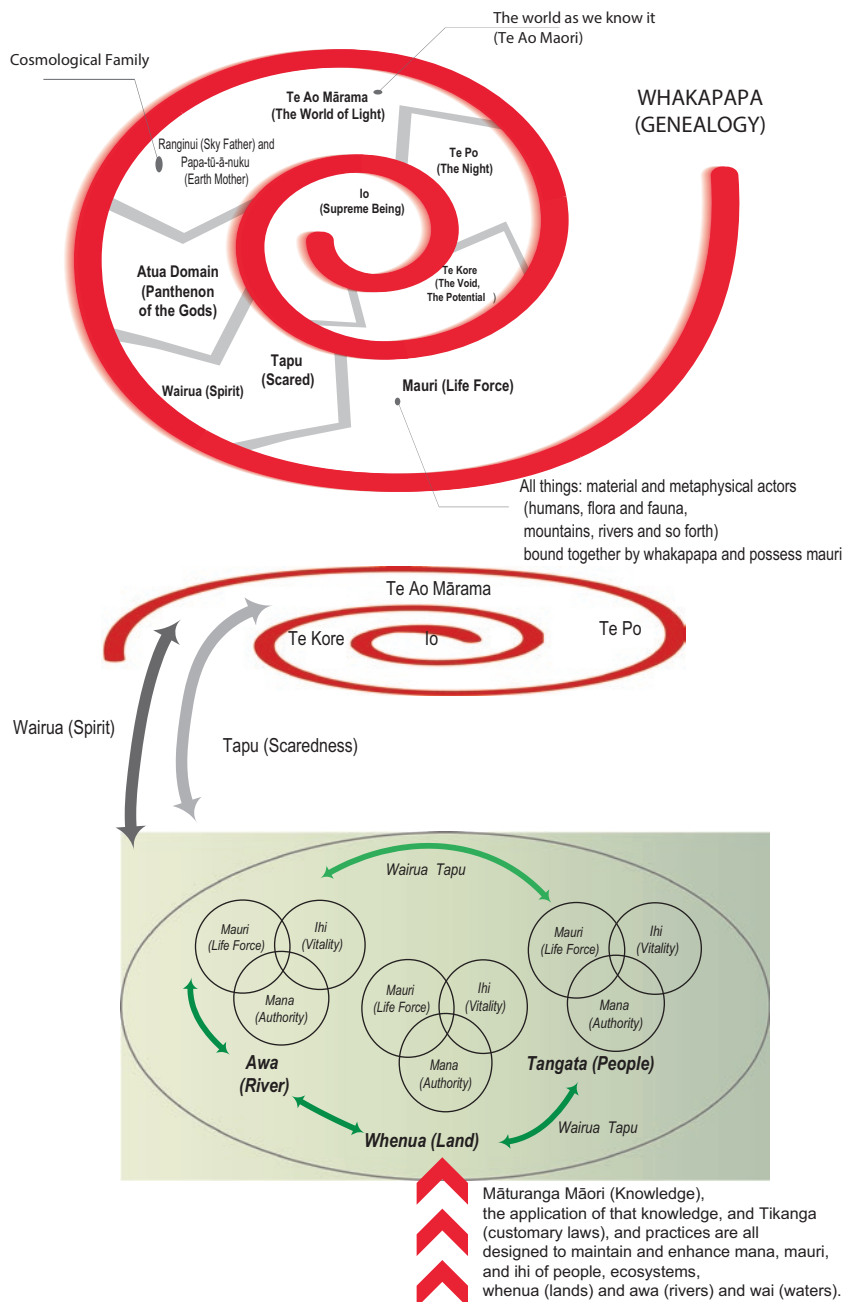 The world as we know it
(Te Ao Maori)
Cosmological Family
WHAKAPAPA
(GENEALOGY)
Te Ao Mārama
(The World of Light)
Ranginui (Sky Father) and
Papa-tū-ā-nuku
(Earth Mother)
Te Po
(The Night)
Io
(Supreme Being)
Te Kore
(The Void,
The Potential )
Atua Domain
(Panthenon
of the Gods)
Tapu
(Scared)
Wairua (Spirit)
Mauri (Life Force)
All things: material and metaphysical actors
(humans, flora and fauna,
mountains, rivers and so forth)
bound together by whakapapa and possess mauri
Te Ao Mārama
Te Kore
Io
Te Po
Wairua (Spirit)
Tapu (Scaredness)
Wairua Tapu
Mauri
(Life Force)
Ihi
(Vitality)
Mana
(Authority)
Mauri
(Life Force)
Ihi
(Vitality)
Mana
(Authority)
Mauri
(Life Force)
Ihi
(Vitality)
Mana
(Authority)
Awa
(River)
Tangata (People)
Whenua (Land)
Wairua Tapu
Māturanga Māori (Knowledge),
the application of that knowledge, and Tikanga
(customary laws), and practices are all
designed to maintain and enhance mana, mauri,
and ihi of people, ecosystems,
whenua (lands) and awa (rivers) and wai (waters).